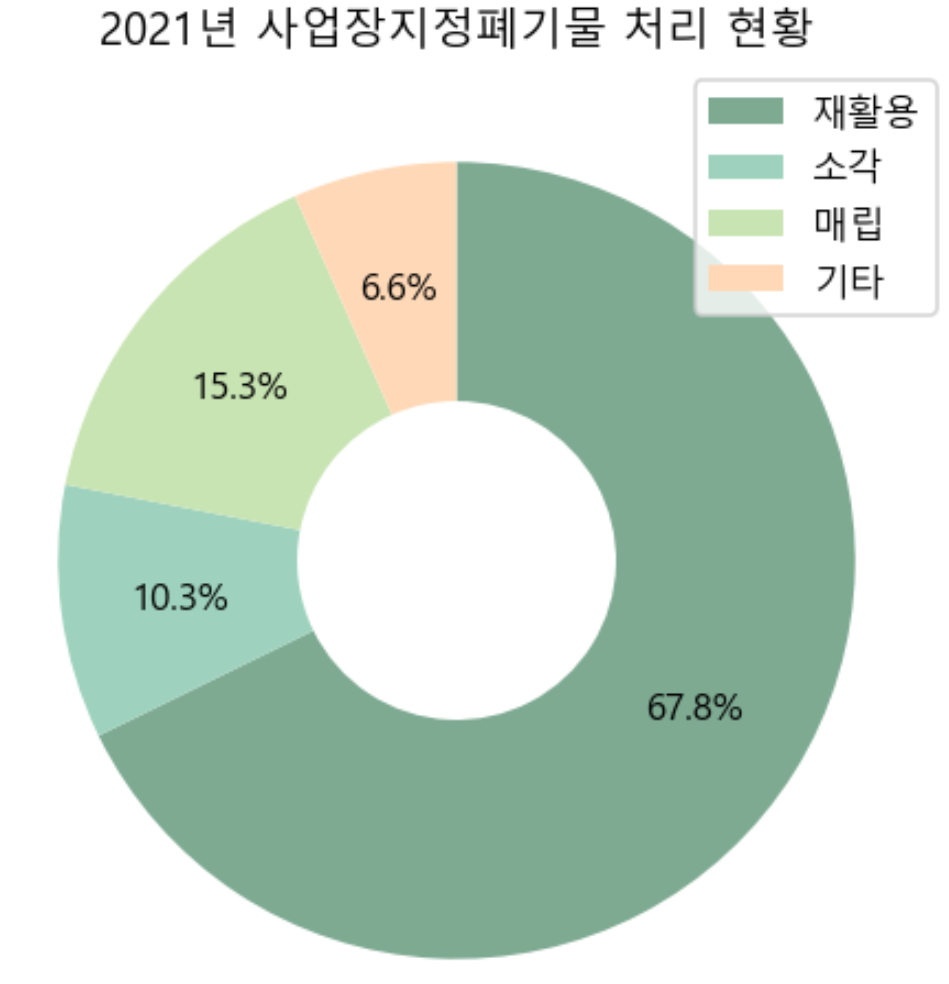 2021년 사업장지정폐기물 처리 현황
재활용
소각
매립
기타
6.6%
15.3%
10.3%
67.8%